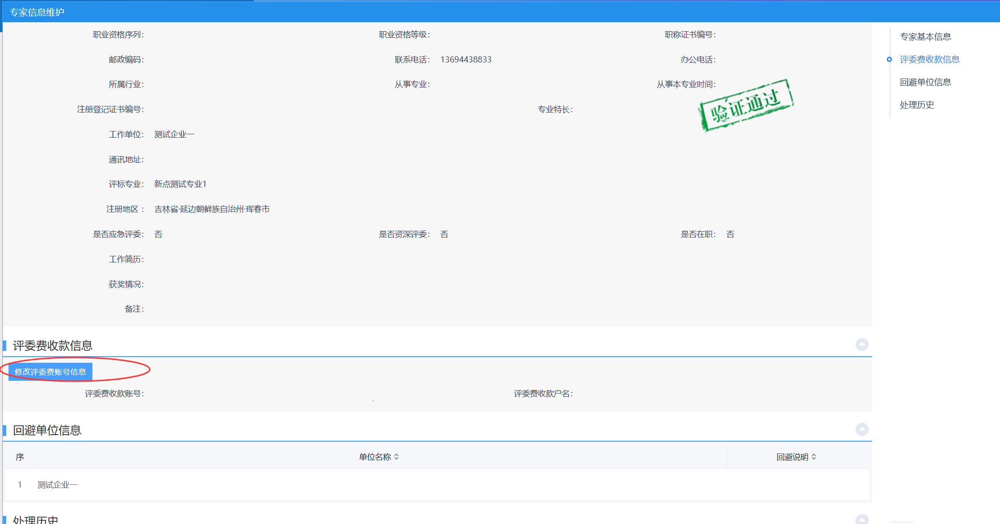 专家信息维护
职业资格序列： 职业资格等级： 职称证书编号：
邮政编码： 联系电话： 13694438833 办公电话：
所属行业： 从事专业： 从事本专业时间：
验证通过
注册登记证书编号： 专业特长：
工作单位： 测试企业一
通讯地址：
评标专业： 新点测试专业1
注册地区 ： 吉林省·延边朝鲜族自治州·珲春市
是否应急评委： 否 是否资深评委： 否 是否在职： 否
工作简历：
获奖情况：
备注：
评委费收款信息
修改评委费账号信息
评委费收款账号： 评委费收款户名：
回避单位信息
序 单位名称 回避说明
1 测试企业一
处理历史
专家基本信息
评委费收款信息
回避单位信息
处理历史